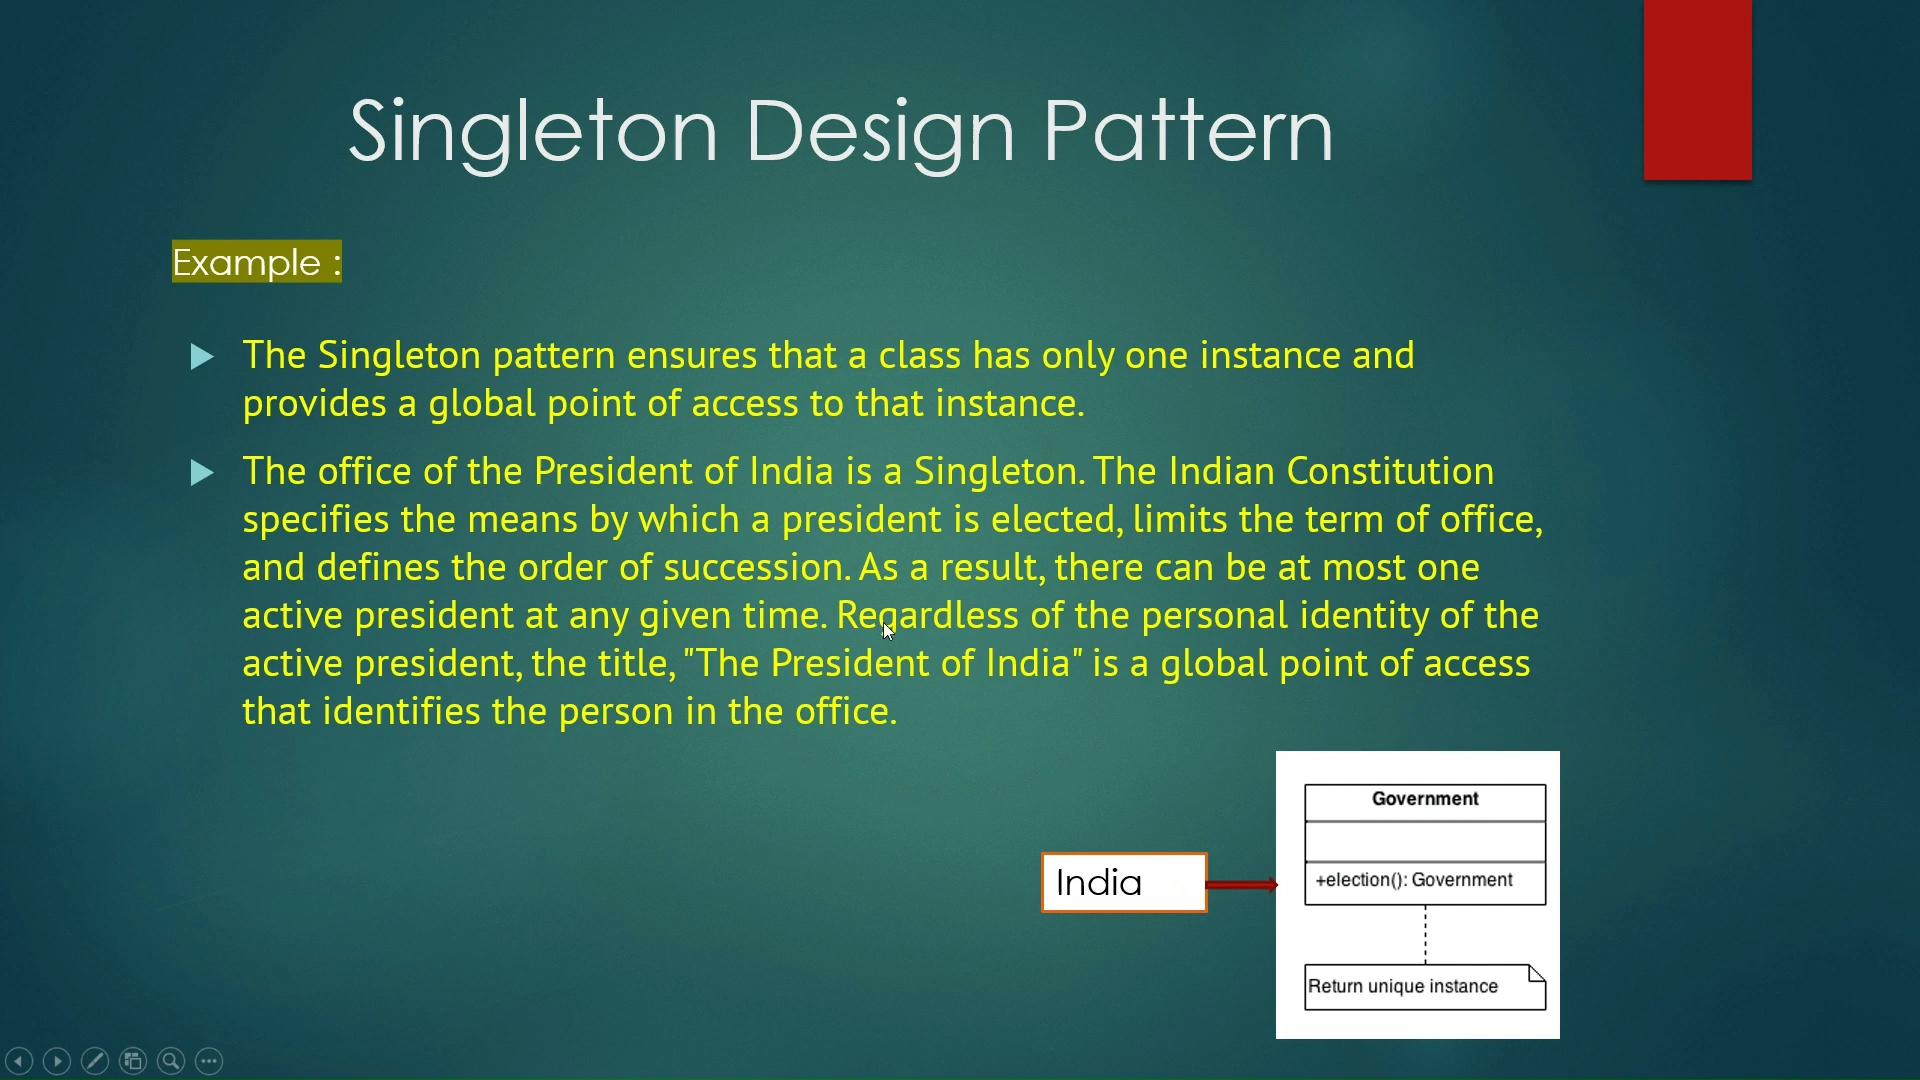 Singleton Design Pattern
Example :
The Singleton pattern ensures that a class has only one instance and
provides a global point of access to that instance.
The office of the President of India is a Singleton. The Indian Constitution
specifies the means by which a president is elected, limits the term of office,
and defines the order of succession. As a result, there can be at most one
active president at any given time. Regardless of the personal identity of the
active president, the title, "The President of India" is a global point of access
that identifies the person in the office.
Government
India
+election(): Government
Return unique instance